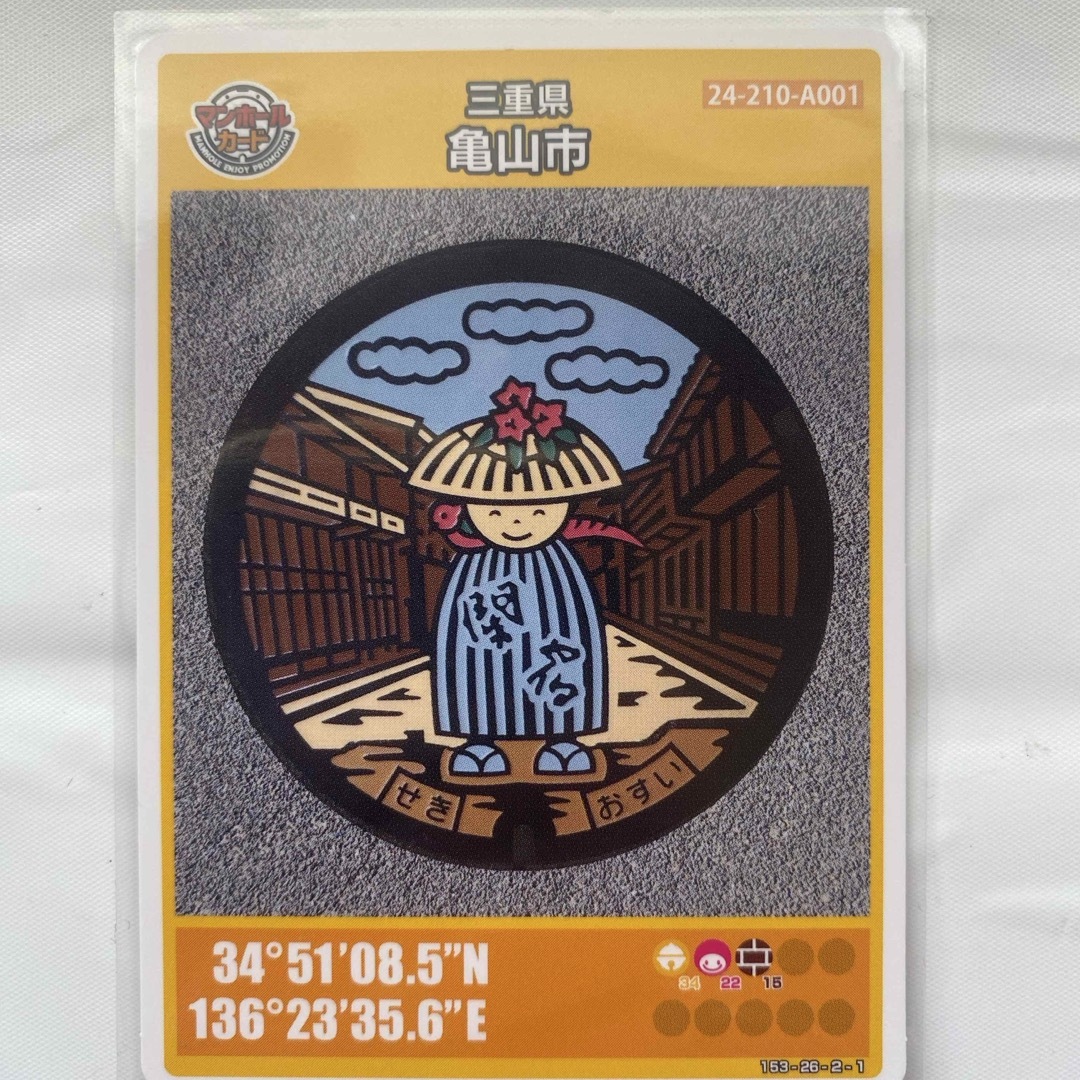 マンホール
カード
MANHOLE ENJOY PROMOTION
三重県
亀山市
24-210-A001
関
宿
せき
おすい
34°51'08.5"N
136°23'35.6"E
34
22
15
153-26-2-1